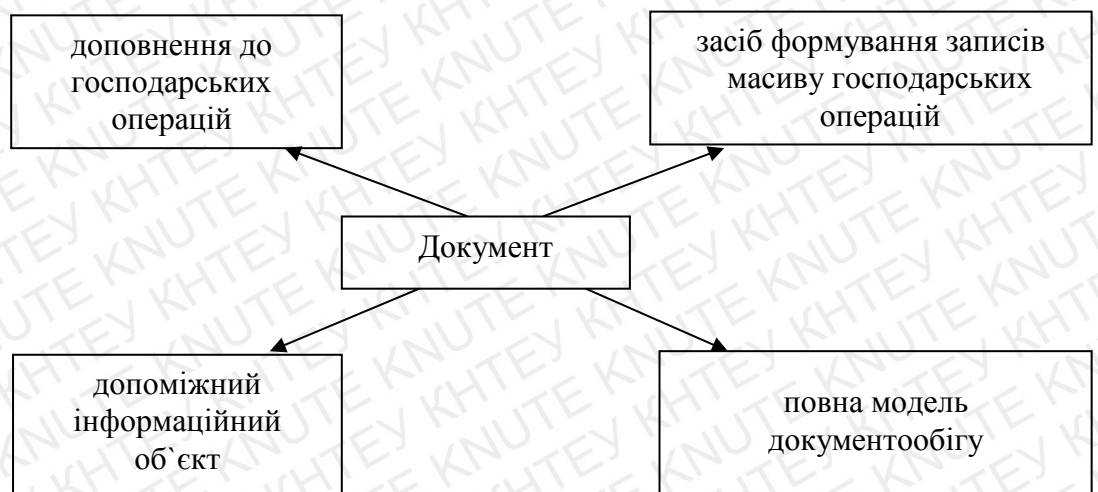 доповнення до
господарських
операцій
засіб формування записів
масиву господарських
операцій
Документ
допоміжний
інформаційний
об`єкт
повна модель
документообігу